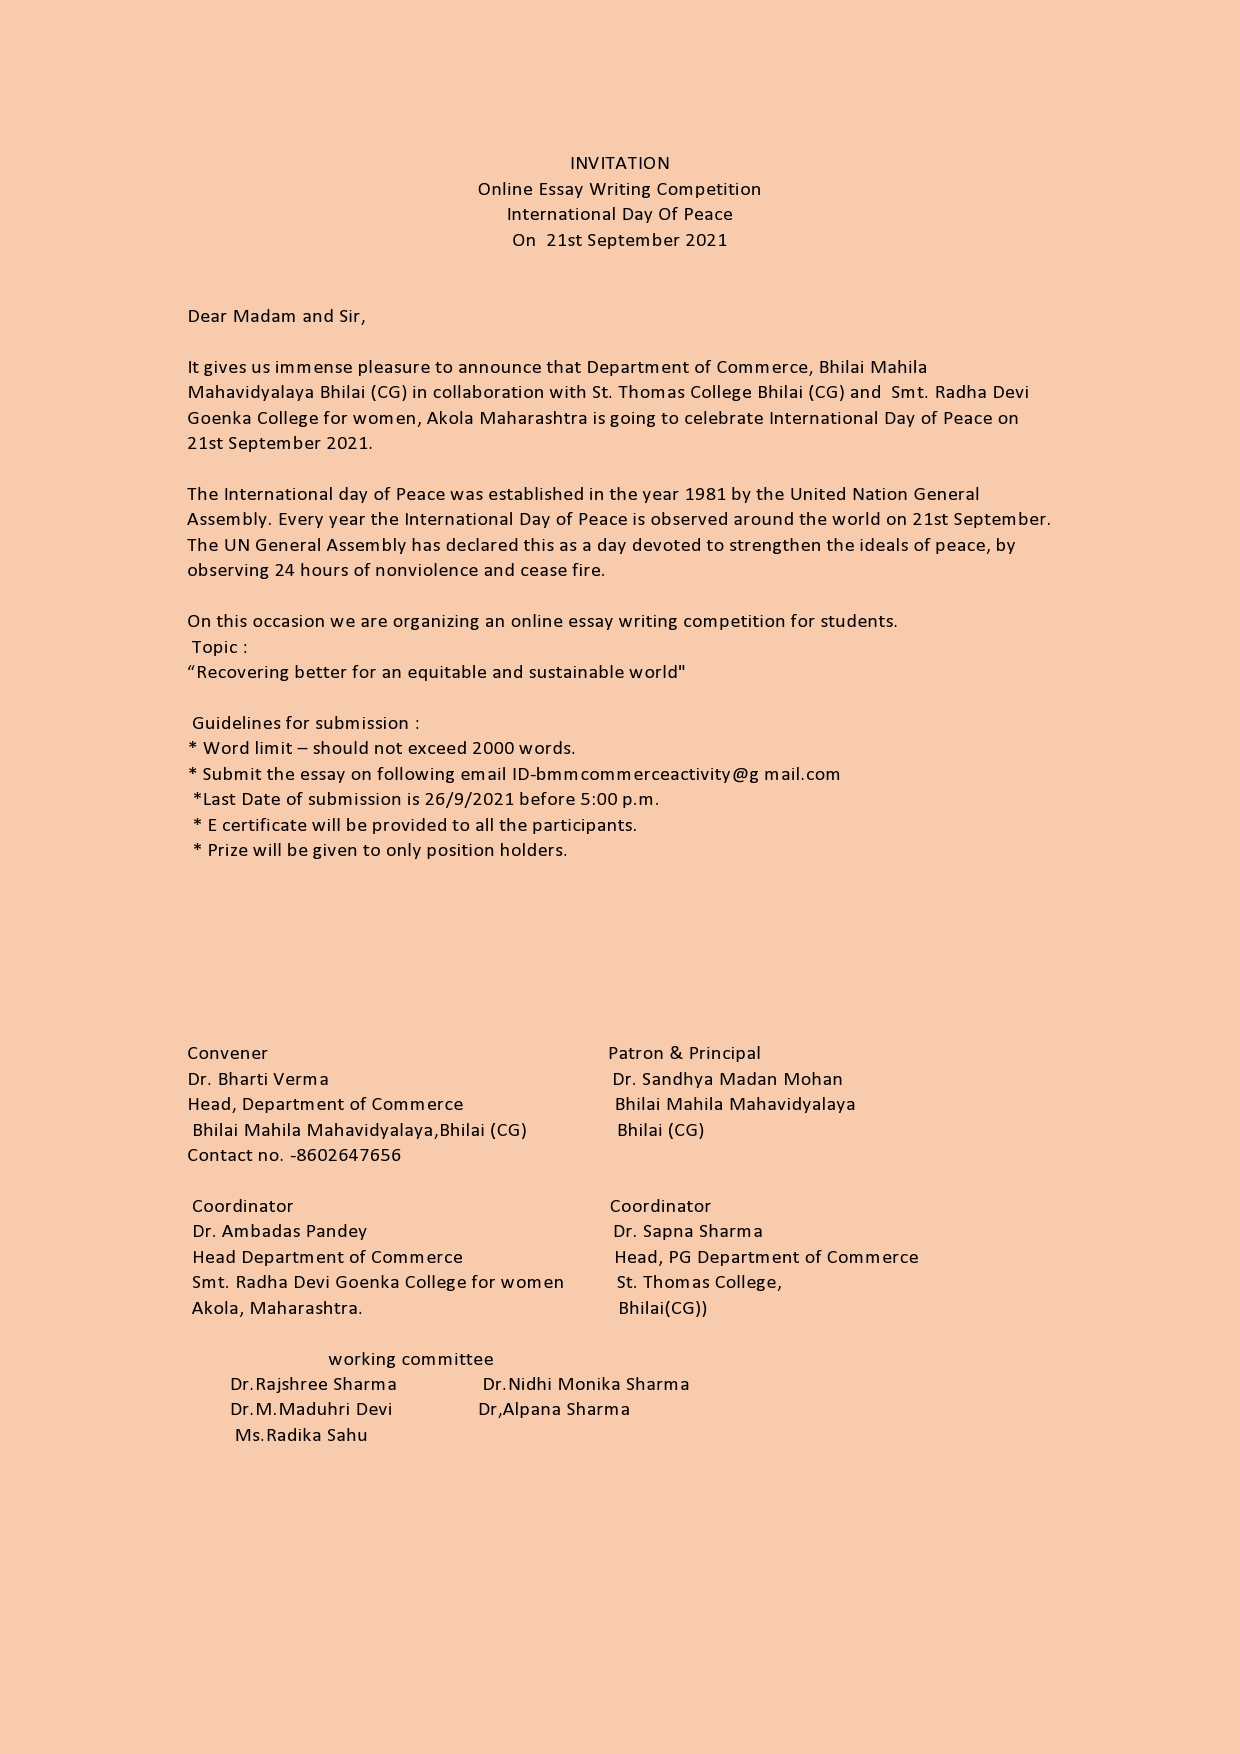 INVITATION
Online Essay Writing Competition
International Day Of Peace
On  21st September 2021
Dear Madam and Sir,
It gives us immense pleasure to announce that Department of Commerce, Bhilai Mahila
Mahavidyalaya Bhilai (CG) in collaboration with St. Thomas College Bhilai (CG) and  Smt. Radha Devi
Goenka College for women, Akola Maharashtra is going to celebrate International Day of Peace on
21st September 2021.
The International day of Peace was established in the year 1981 by the United Nation General
Assembly. Every year the International Day of Peace is observed around the world on 21st September.
The UN General Assembly has declared this as a day devoted to strengthen the ideals of peace, by
observing 24 hours of nonviolence and cease fire.
On this occasion we are organizing an online essay writing competition for students.
Topic :
“Recovering better for an equitable and sustainable world"
Guidelines for submission :
* Word limit – should not exceed 2000 words.
* Submit the essay on following email ID-bmmcommerceactivity@g mail.com
*Last Date of submission is 26/9/2021 before 5:00 p.m.
* E certificate will be provided to all the participants.
* Prize will be given to only position holders.
Convener Patron & Principal
Dr. Bharti Verma Dr. Sandhya Madan Mohan
Head, Department of Commerce Bhilai Mahila Mahavidyalaya
Bhilai Mahila Mahavidyalaya,Bhilai (CG) Bhilai (CG)
Contact no. -8602647656
Coordinator Coordinator
Dr. Ambadas Pandey Dr. Sapna Sharma
Head Department of Commerce Head, PG Department of Commerce
Smt. Radha Devi Goenka College for women St. Thomas College,
Akola, Maharashtra. Bhilai(CG))
working committee
Dr.Rajshree Sharma Dr.Nidhi Monika Sharma
Dr.M.Maduhri Devi Dr,Alpana Sharma
Ms.Radika Sahu